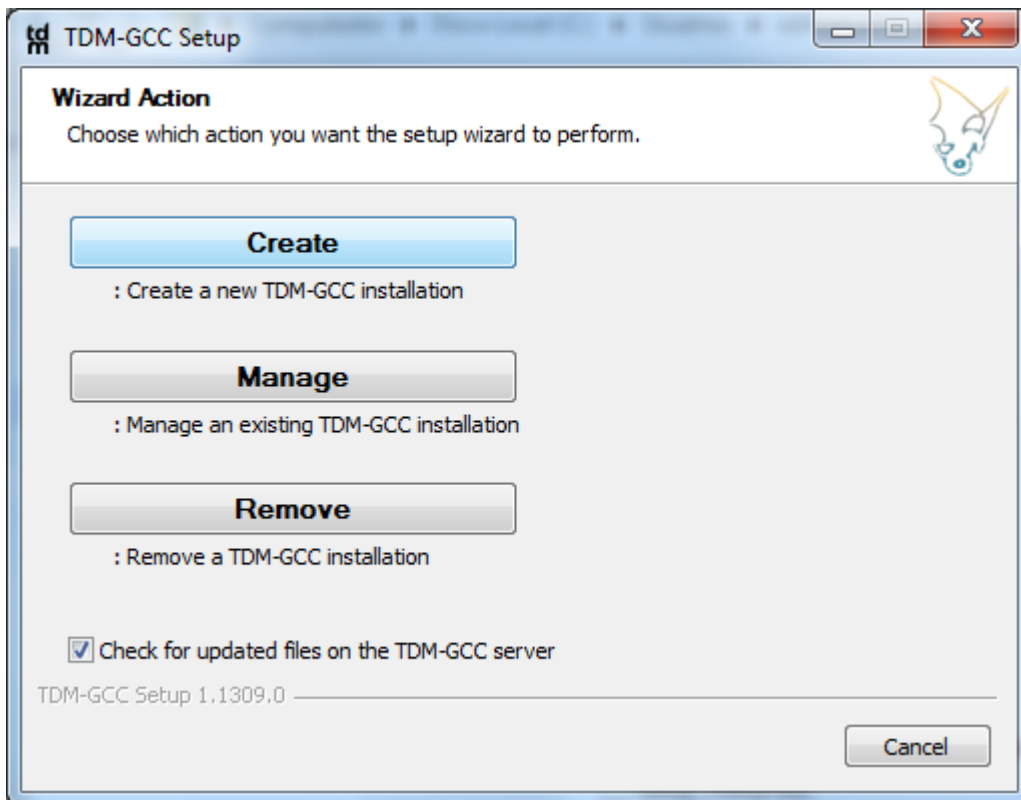 tdm TDM-GCC Setup
Wizard Action
Choose which action you want the setup wizard to perform.
Create
: Create a new TDM-GCC installation
Manage
: Manage an existing TDM-GCC installation
Remove
: Remove a TDM-GCC installation
Check for updated files on the TDM-GCC server
TDM-GCC Setup 1.1309.0
Cancel